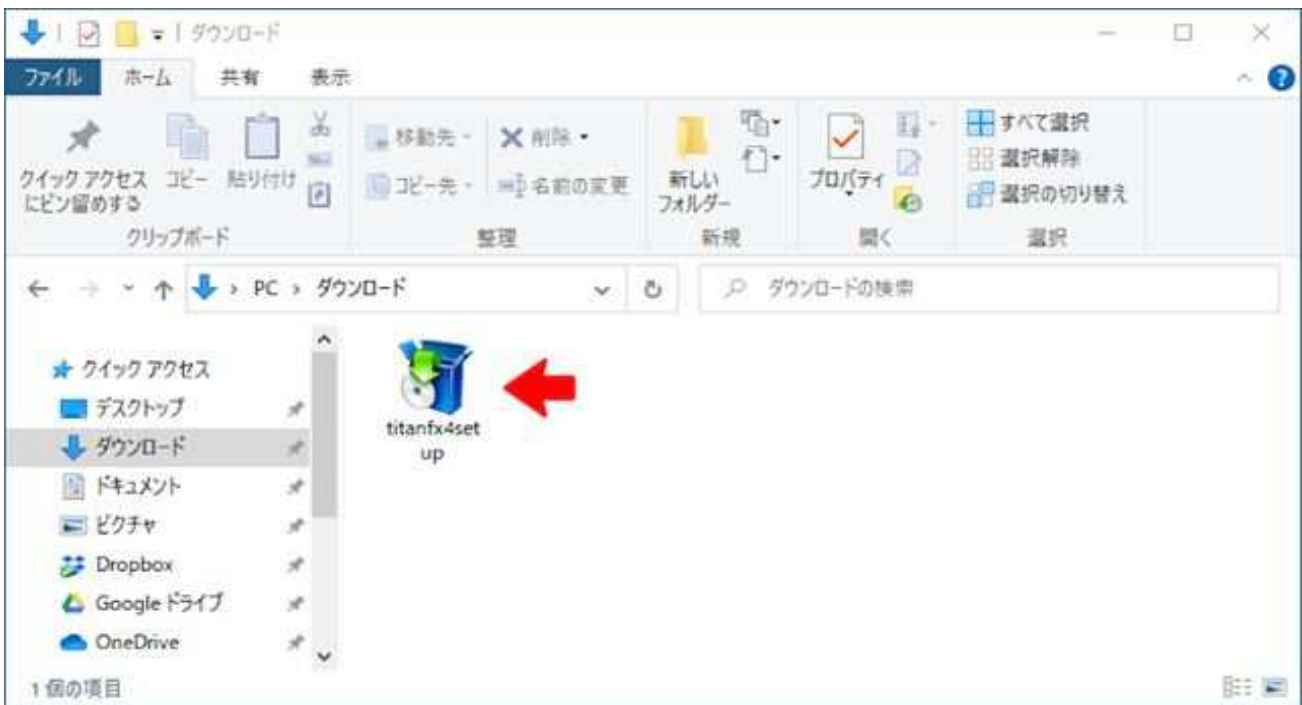 ダウンロード
ファイル ホーム 共有 表示
クイック アクセス
にピン留めする
コピー
貼り付け
クリップボード
移動先
コピー先
削除
名前の変更
整理
新しい
フォルダー
新規
プロパティ
開く
すべて選択
選択解除
選択の切り替え
選択
PC › ダウンロード
ダウンロードの検索
クイック アクセス
デスクトップ
ダウンロード
ドキュメント
ピクチャ
Dropbox
Google ドライブ
OneDrive
titanfx4set
up
1 個の項目